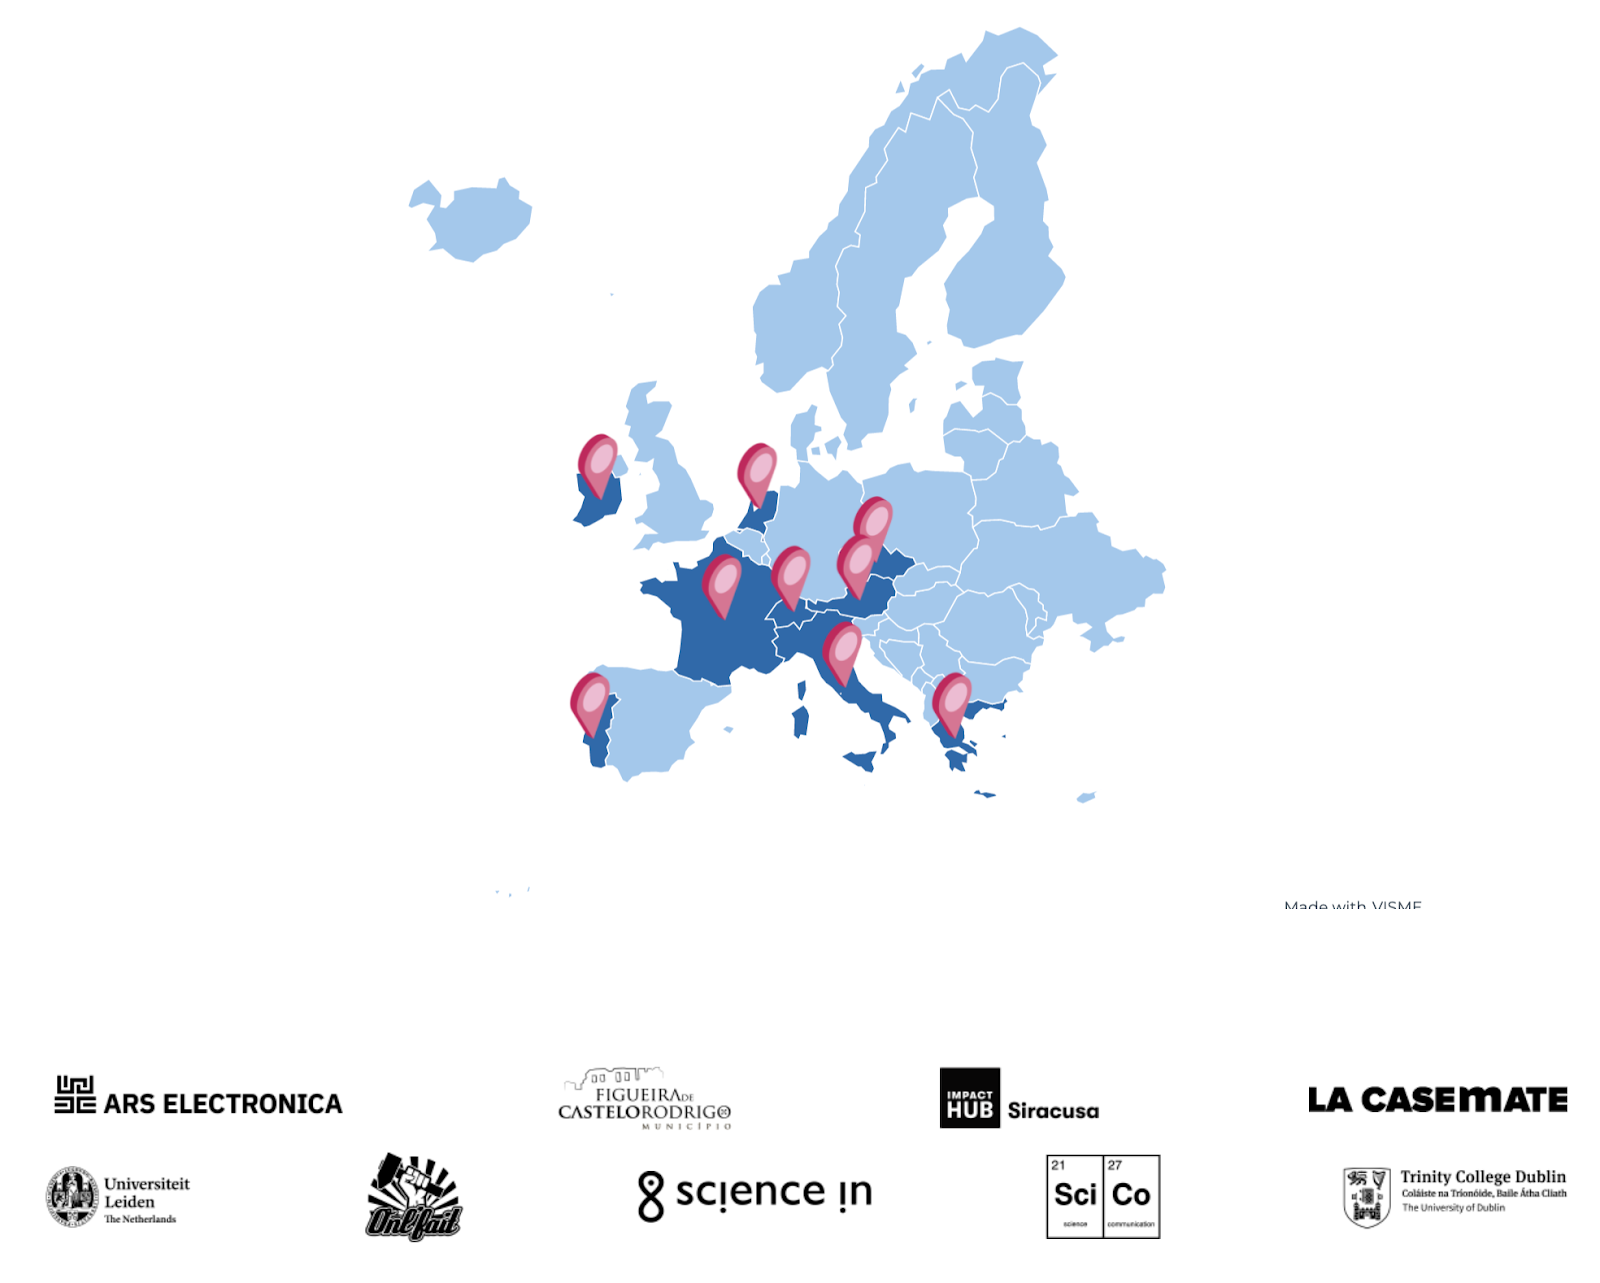 Made with VISME
ARS ELECTRONICA
FIGUEIRA DE
CASTELO RODRIGO
MUNICÍPIO
IMPACT
HUB
Siracusa
LA CASEMATE
Universiteit
Leiden
The Netherlands
Onl'fait
science in
21
Sci
science
27
Co
communication
Trinity College Dublin
Coláiste na Tríonóide, Baile Átha Cliath
The University of Dublin